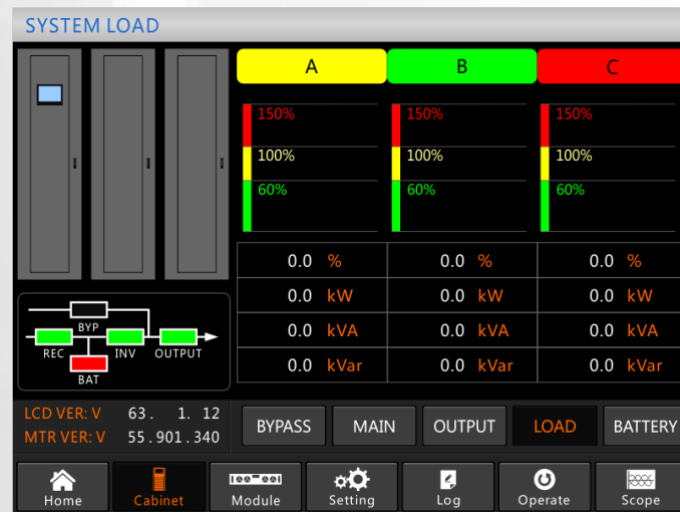 SYSTEM LOAD
A B C
150% 150% 150%
100% 100% 100%
60% 60% 60%
0.0 % 0.0 % 0.0 %
0.0 kW 0.0 kW 0.0 kW
0.0 kVA 0.0 kVA 0.0 kVA
0.0 kVar 0.0 kVar 0.0 kVar
BYP
REC INV OUTPUT
BAT
LCD VER: V 63. 1. 12
MTR VER: V 55.901.340
BYPASS MAIN OUTPUT LOAD BATTERY
Home Cabinet Module Setting Log Operate Scope